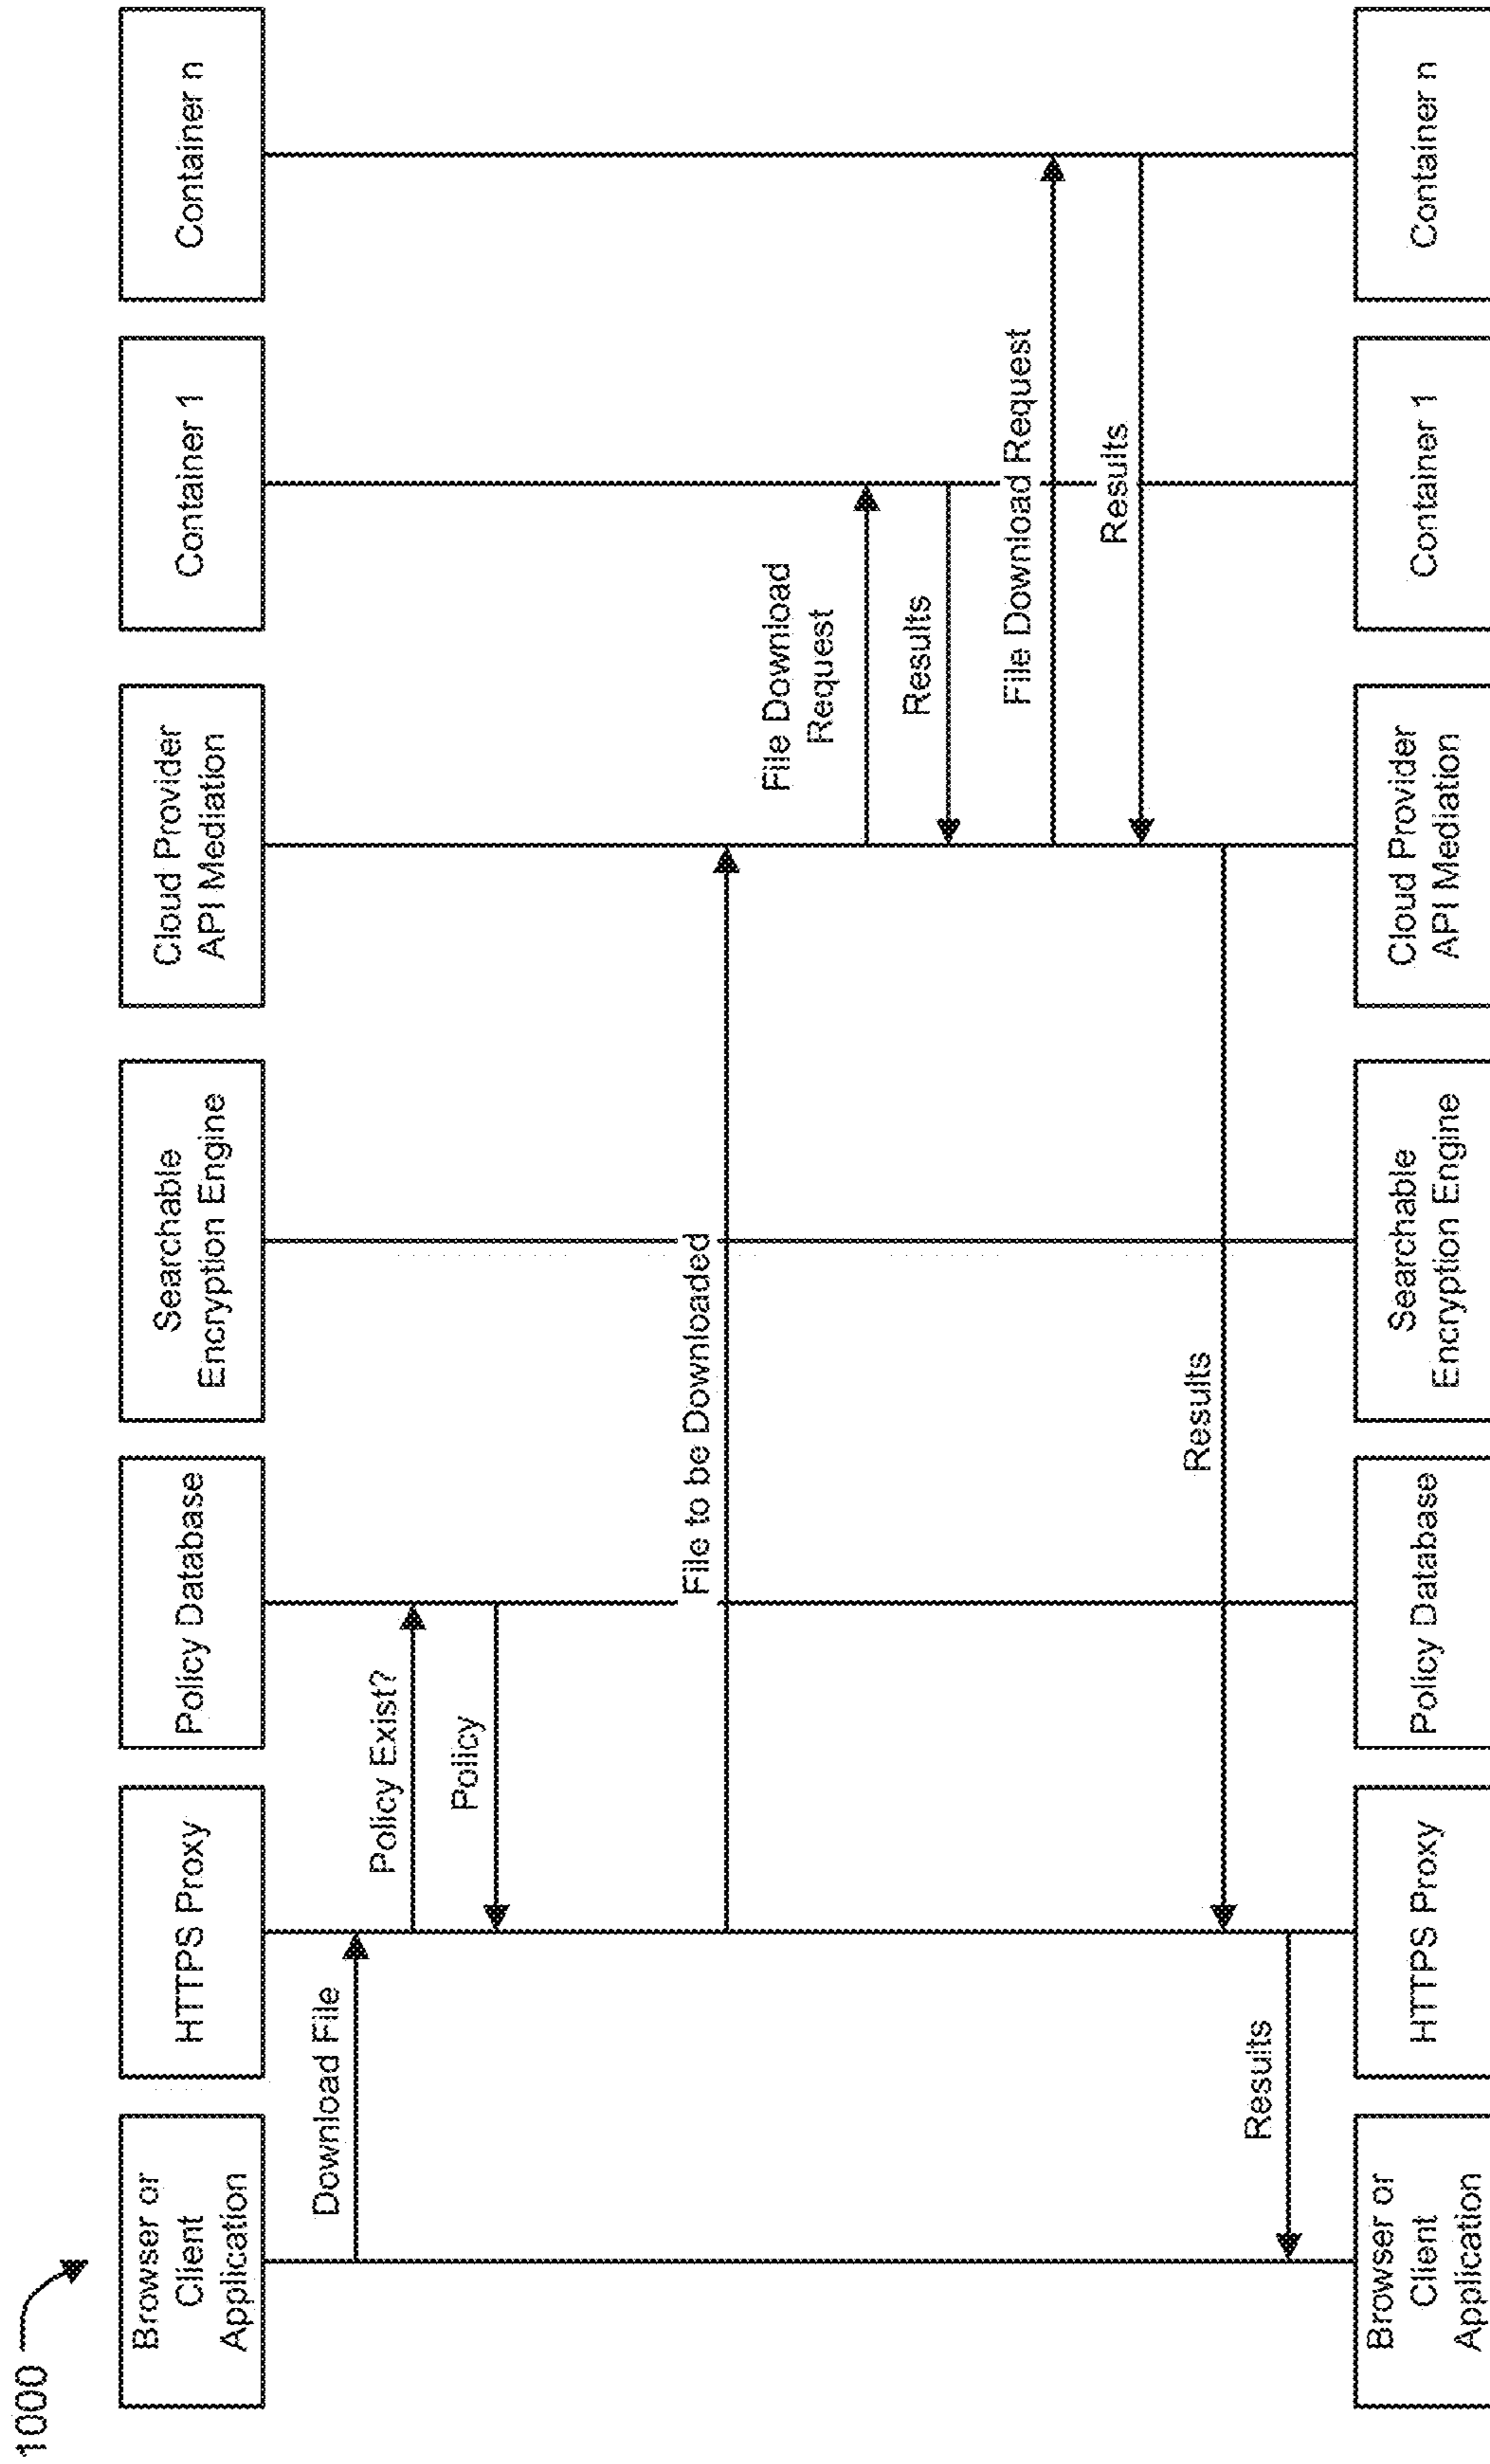 1000
Browser or
Client
Application
HTTPS Proxy
Policy Database
Searchable
Encryption Engine
Cloud Provider
API Mediation
Container 1
Container n
Download File
Policy Exist?
Policy
File to be Downloaded
File Download
Request
Results
File Download Request
Results
Results
Results
Browser or
Client
Application
HTTPS Proxy
Policy Database
Searchable
Encryption Engine
Cloud Provider
API Mediation
Container 1
Container n